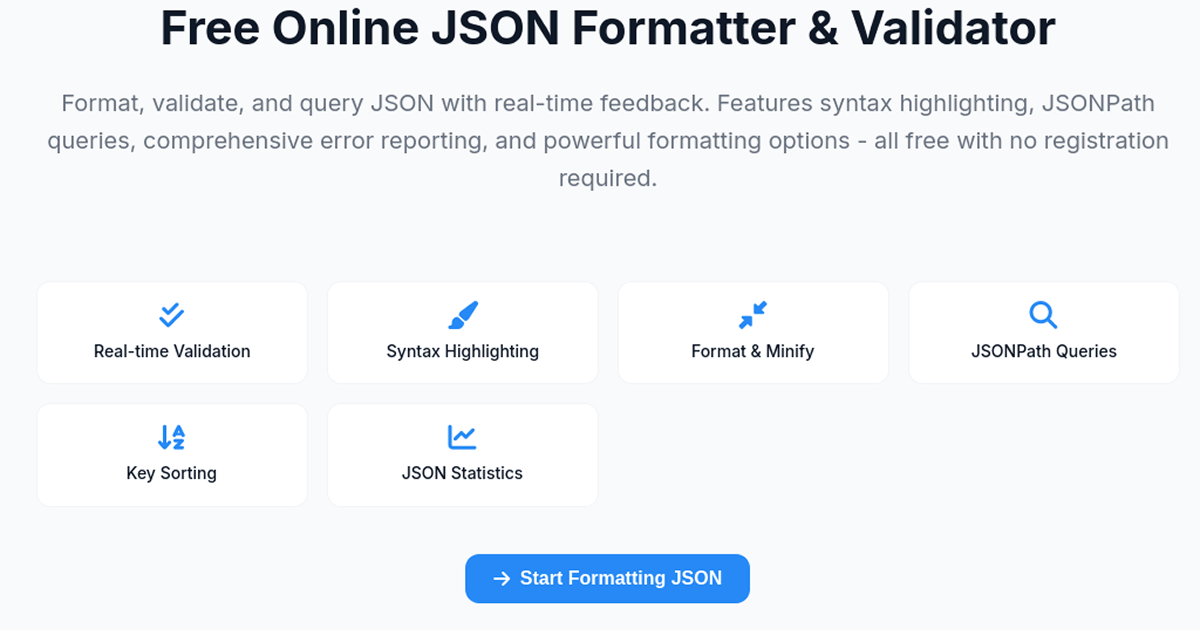 Free Online JSON Formatter & Validator
Format, validate, and query JSON with real-time feedback. Features syntax highlighting, JSONPath
queries, comprehensive error reporting, and powerful formatting options - all free with no registration
required.
Real-time Validation
Syntax Highlighting
Format & Minify
JSONPath Queries
Key Sorting
JSON Statistics
Start Formatting JSON